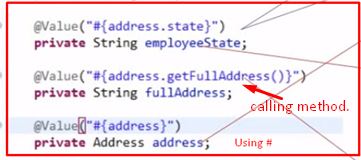 @Value("#{address.state}")
private String employeeState;
@Value("#{address.getFullAddress()}")
private String fullAddress;
calling method.
@Value("#{address}")
private Address address;
Using #